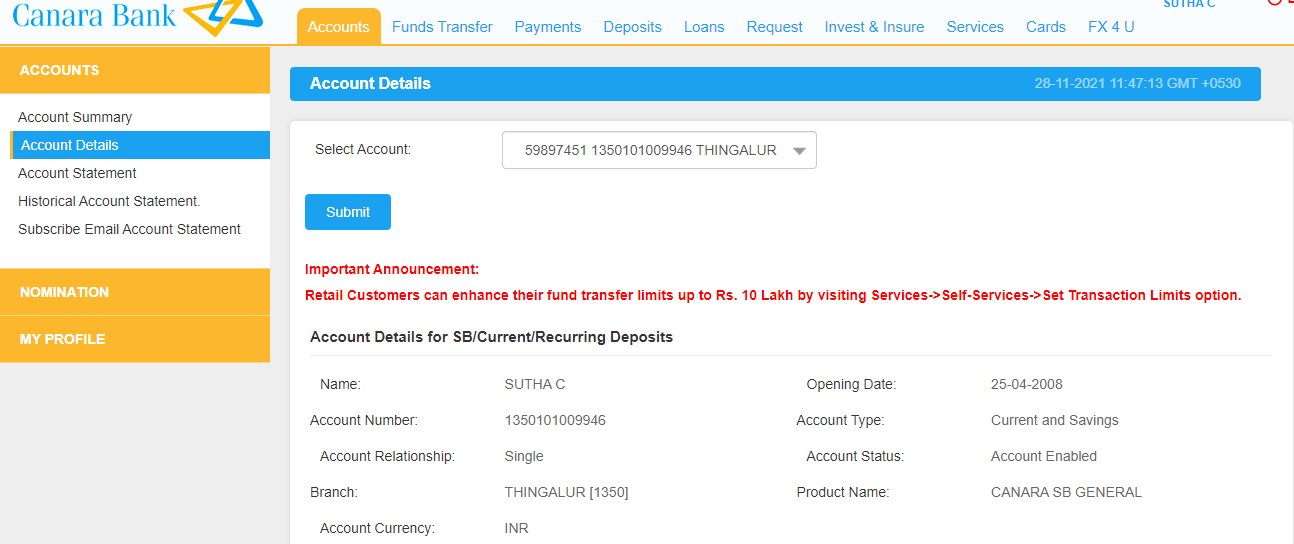 Canara Bank
SUTHA C
Accounts Funds Transfer Payments Deposits Loans Request Invest & Insure Services Cards FX 4 U
ACCOUNTS
Account Summary
Account Details
Account Statement
Historical Account Statement.
Subscribe Email Account Statement
NOMINATION
MY PROFILE
Account Details 28-11-2021 11:47:13 GMT +0530
Select Account: 59897451 1350101009946 THINGALUR
Submit
Important Announcement:
Retail Customers can enhance their fund transfer limits up to Rs. 10 Lakh by visiting Services->Self-Services->Set Transaction Limits option.
Account Details for SB/Current/Recurring Deposits
Name: SUTHA C Opening Date: 25-04-2008
Account Number: 1350101009946 Account Type: Current and Savings
Account Relationship: Single Account Status: Account Enabled
Branch: THINGALUR [1350] Product Name: CANARA SB GENERAL
Account Currency: INR